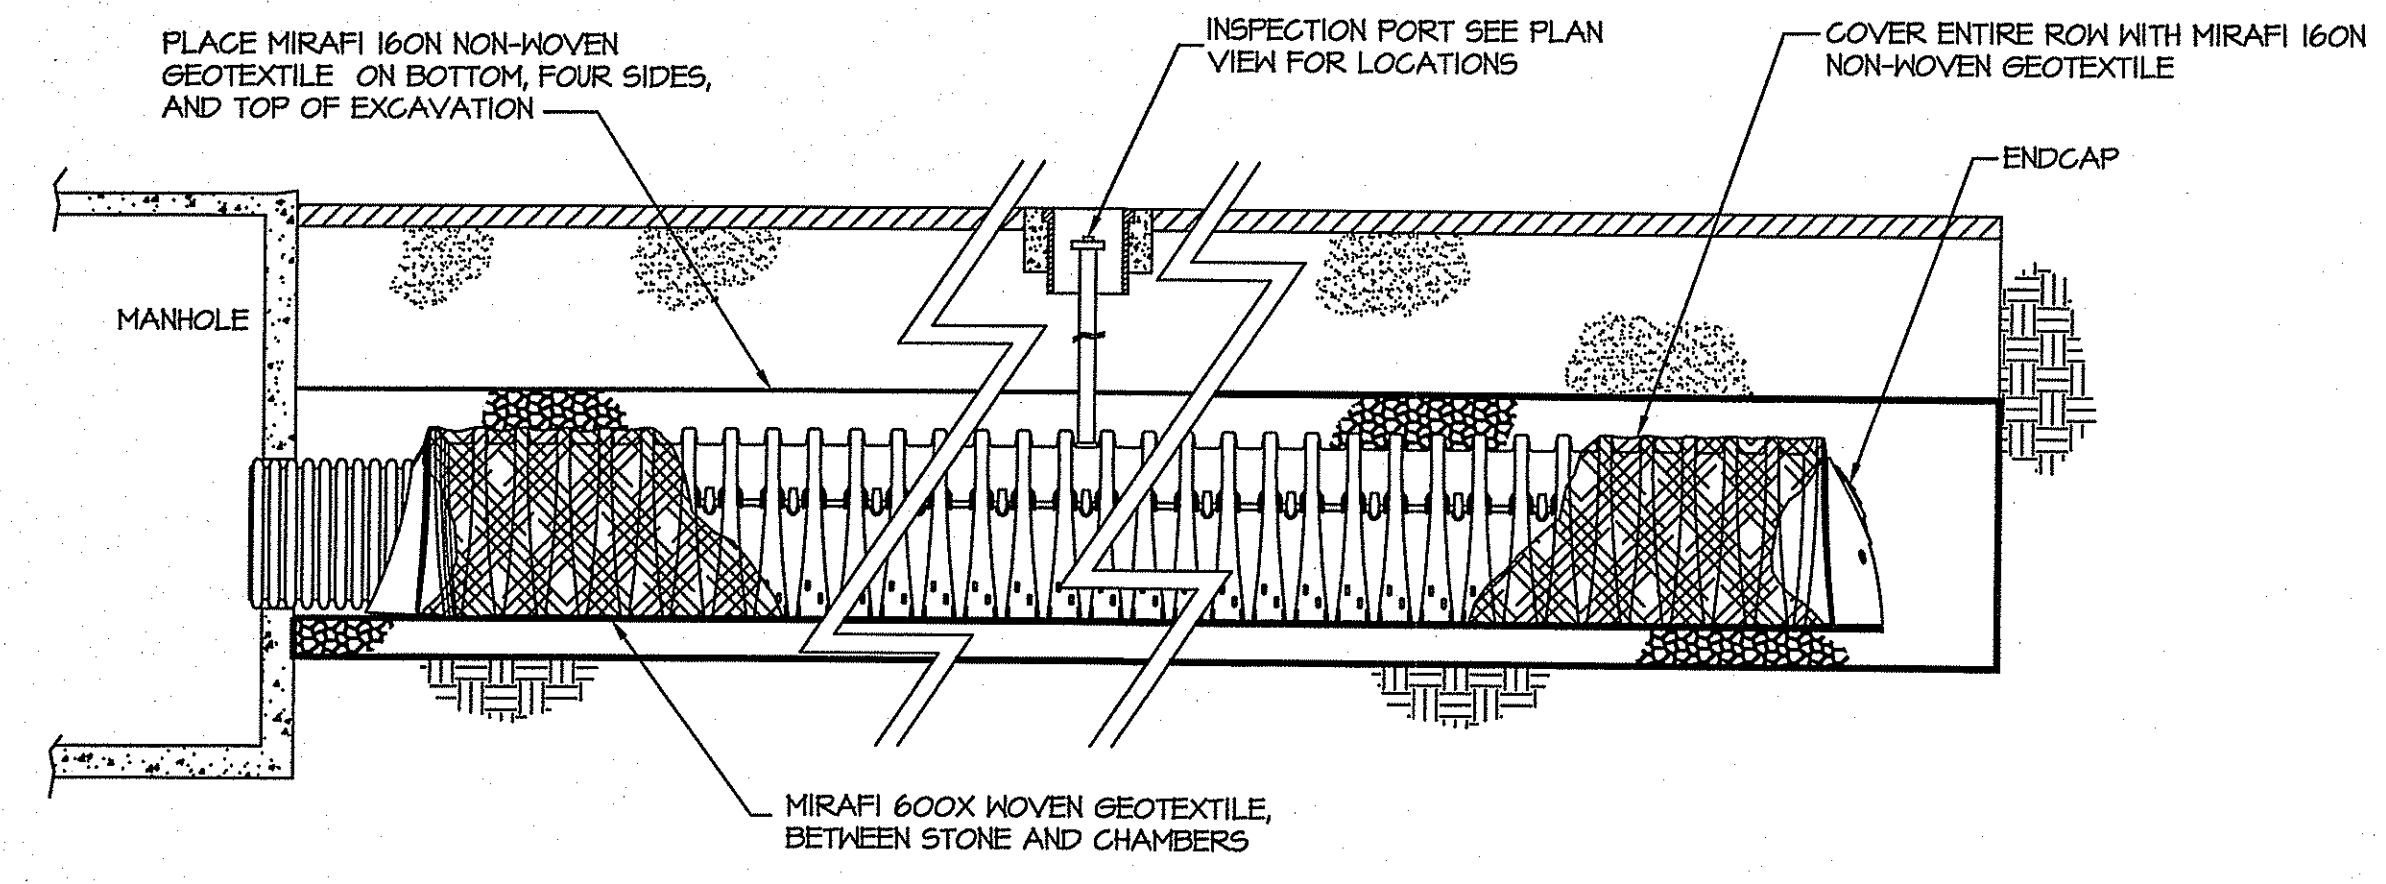 PLACE MIRAFI 160N NON-WOVEN
GEOTEXTILE ON BOTTOM, FOUR SIDES,
AND TOP OF EXCAVATION
INSPECTION PORT SEE PLAN
VIEW FOR LOCATIONS
COVER ENTIRE ROW WITH MIRAFI 160N
NON-WOVEN GEOTEXTILE
ENDCAP
MANHOLE
MIRAFI 600X WOVEN GEOTEXTILE,
BETWEEN STONE AND CHAMBERS